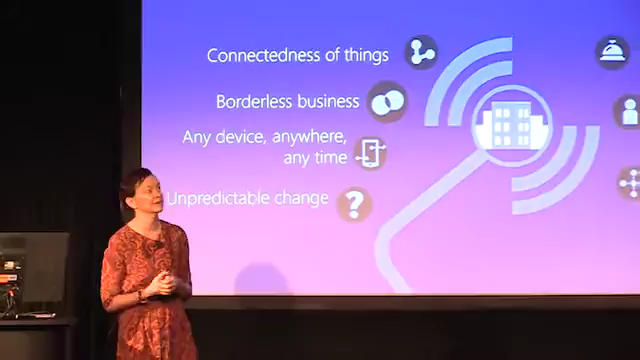 Connectedness of things
Borderless business
Any device, anywhere,
any time
Unpredictable change
?